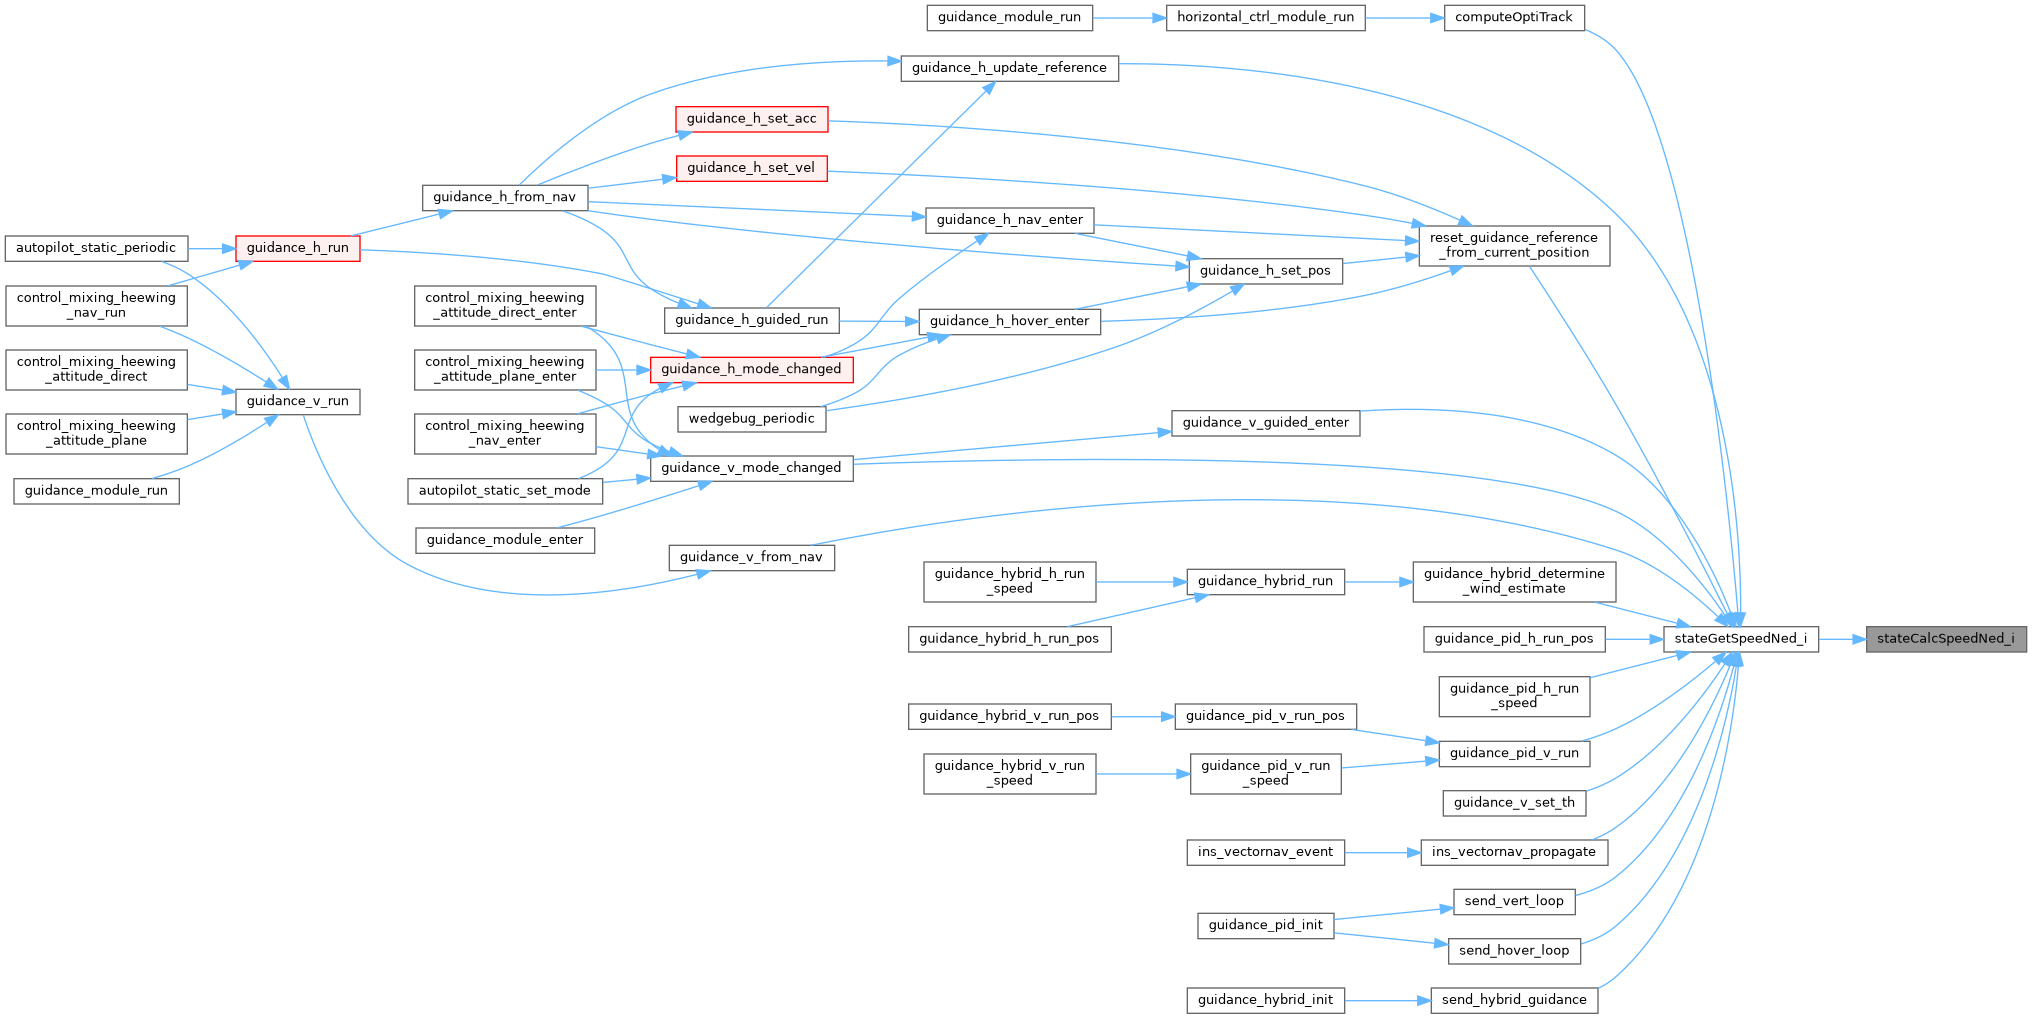 guidance_module_run
horizontal_ctrl_module_run
computeOptiTrack
guidance_h_update_reference
guidance_h_set_acc
guidance_h_set_vel
guidance_h_from_nav
guidance_h_nav_enter
reset_guidance_reference
_from_current_position
autopilot_static_periodic
guidance_h_run
guidance_h_set_pos
control_mixing_heewing
_nav_run
control_mixing_heewing
_attitude_direct_enter
guidance_h_guided_run
guidance_h_hover_enter
control_mixing_heewing
_attitude_direct
control_mixing_heewing
_attitude_plane_enter
guidance_h_mode_changed
guidance_v_run
wedgebug_periodic
guidance_v_guided_enter
control_mixing_heewing
_attitude_plane
control_mixing_heewing
_nav_enter
guidance_v_mode_changed
guidance_module_run
autopilot_static_set_mode
guidance_module_enter
guidance_v_from_nav
guidance_hybrid_h_run
_speed
guidance_hybrid_run
guidance_hybrid_determine
_wind_estimate
guidance_hybrid_h_run_pos
guidance_pid_h_run_pos
stateGetSpeedNed_i
stateCalcSpeedNed_i
guidance_pid_h_run
_speed
guidance_hybrid_v_run_pos
guidance_pid_v_run_pos
guidance_pid_v_run
guidance_hybrid_v_run
_speed
guidance_pid_v_run
_speed
guidance_v_set_th
ins_vectornav_event
ins_vectornav_propagate
send_vert_loop
guidance_pid_init
send_hover_loop
guidance_hybrid_init
send_hybrid_guidance